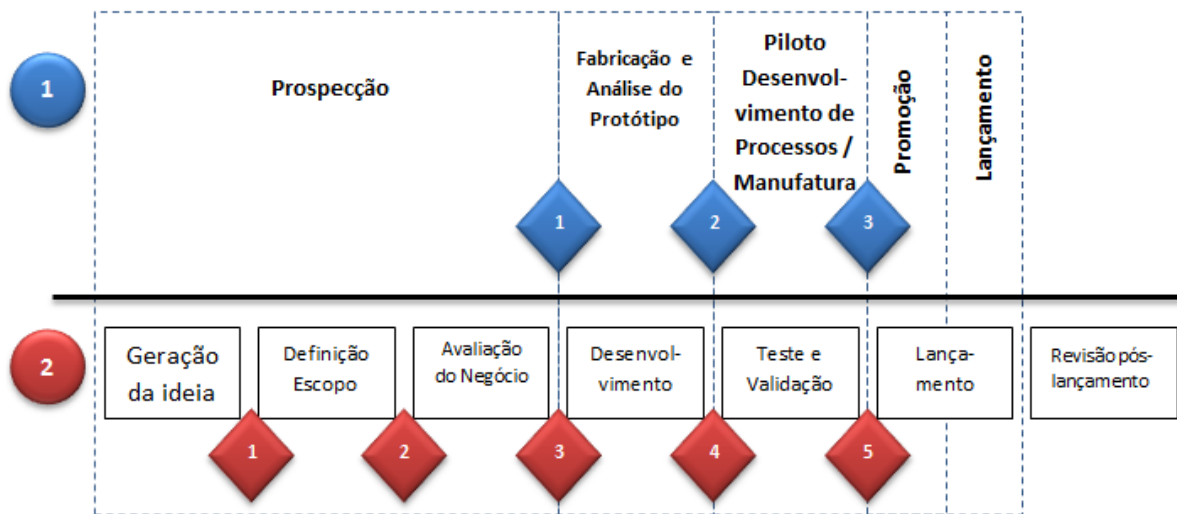 1
Prospecção
Fabricação e
Análise do
Protótipo
Piloto
Desenvol-
vimento de
Processos /
Manufatura
Promoção
Lançamento
1
2
3
2
Geração
da ideia
Definição
Escopo
Avaliação
do Negócio
Desenvol-
vimento
Teste e
Validação
Lança-
mento
Revisão pós-
lançamento
1
2
3
4
5